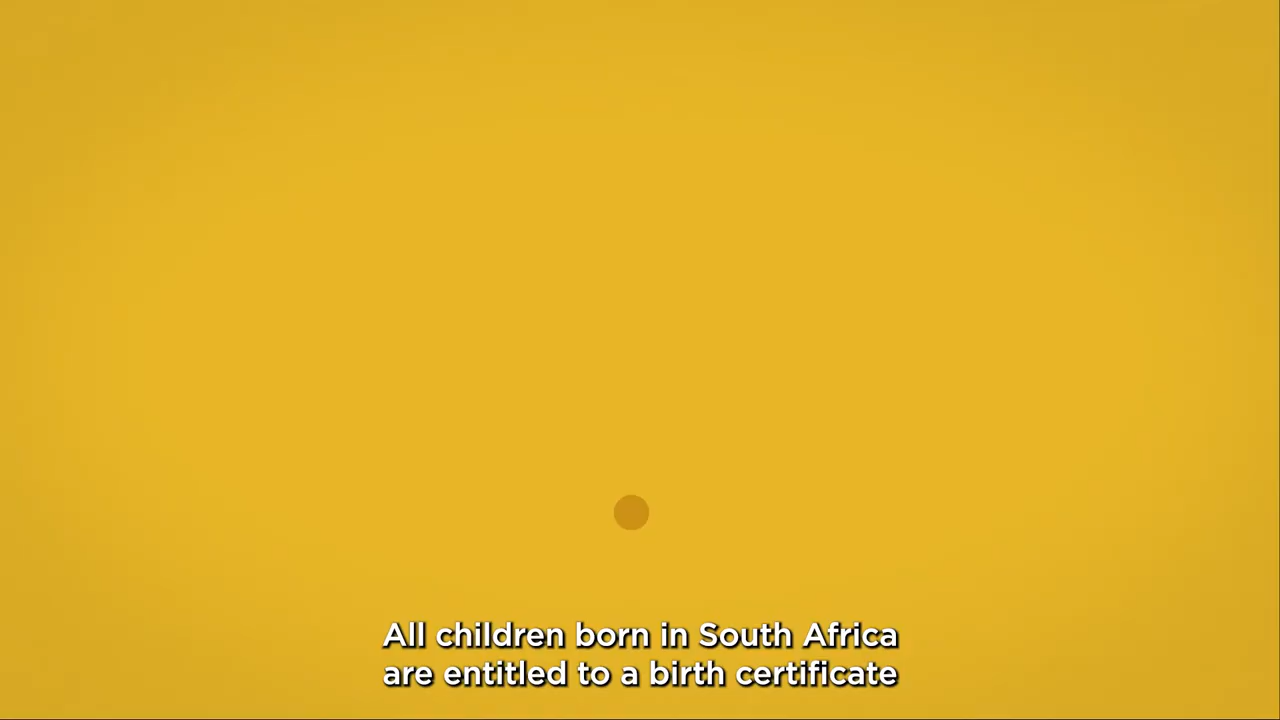 All children born in South Africa
are entitled to a birth certificate